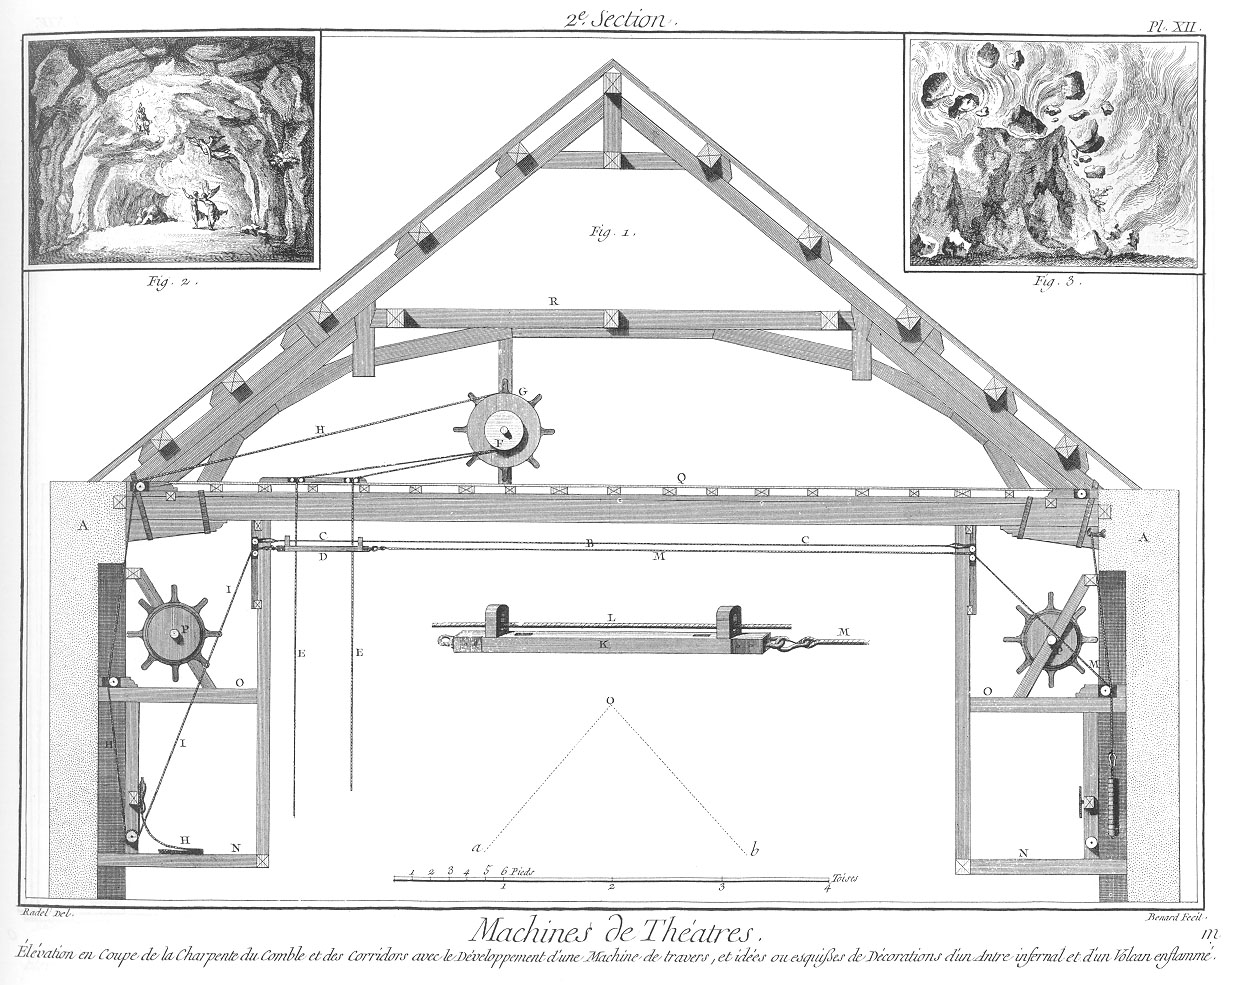 2e. Section.
Pl. XII.
Fig. 1.
Fig. 2.
Fig. 3.
R
G
H
F
Q
A
A
C
B
C
D
M
I
P
E
E
L
K
M
P
M
O
O
O
I
H
H
N
N
a
b
1 2 3 4 5 6 Pieds
1 2 3 4 Toises
Radel Del.
Benard Fecit.
Machines de Théatres.
m
Élévation en Coupe de la Charpente du Comble et des Corridors avec le Développement d'une Machine de travers, et idées ou esquisses de Décorations d'un Antre infernal et d'un Volcan enflammé.